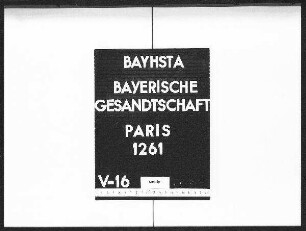 BAYHSTA
BAYERISCHE
GESANDTSCHAFT
PARIS
1261
V-16